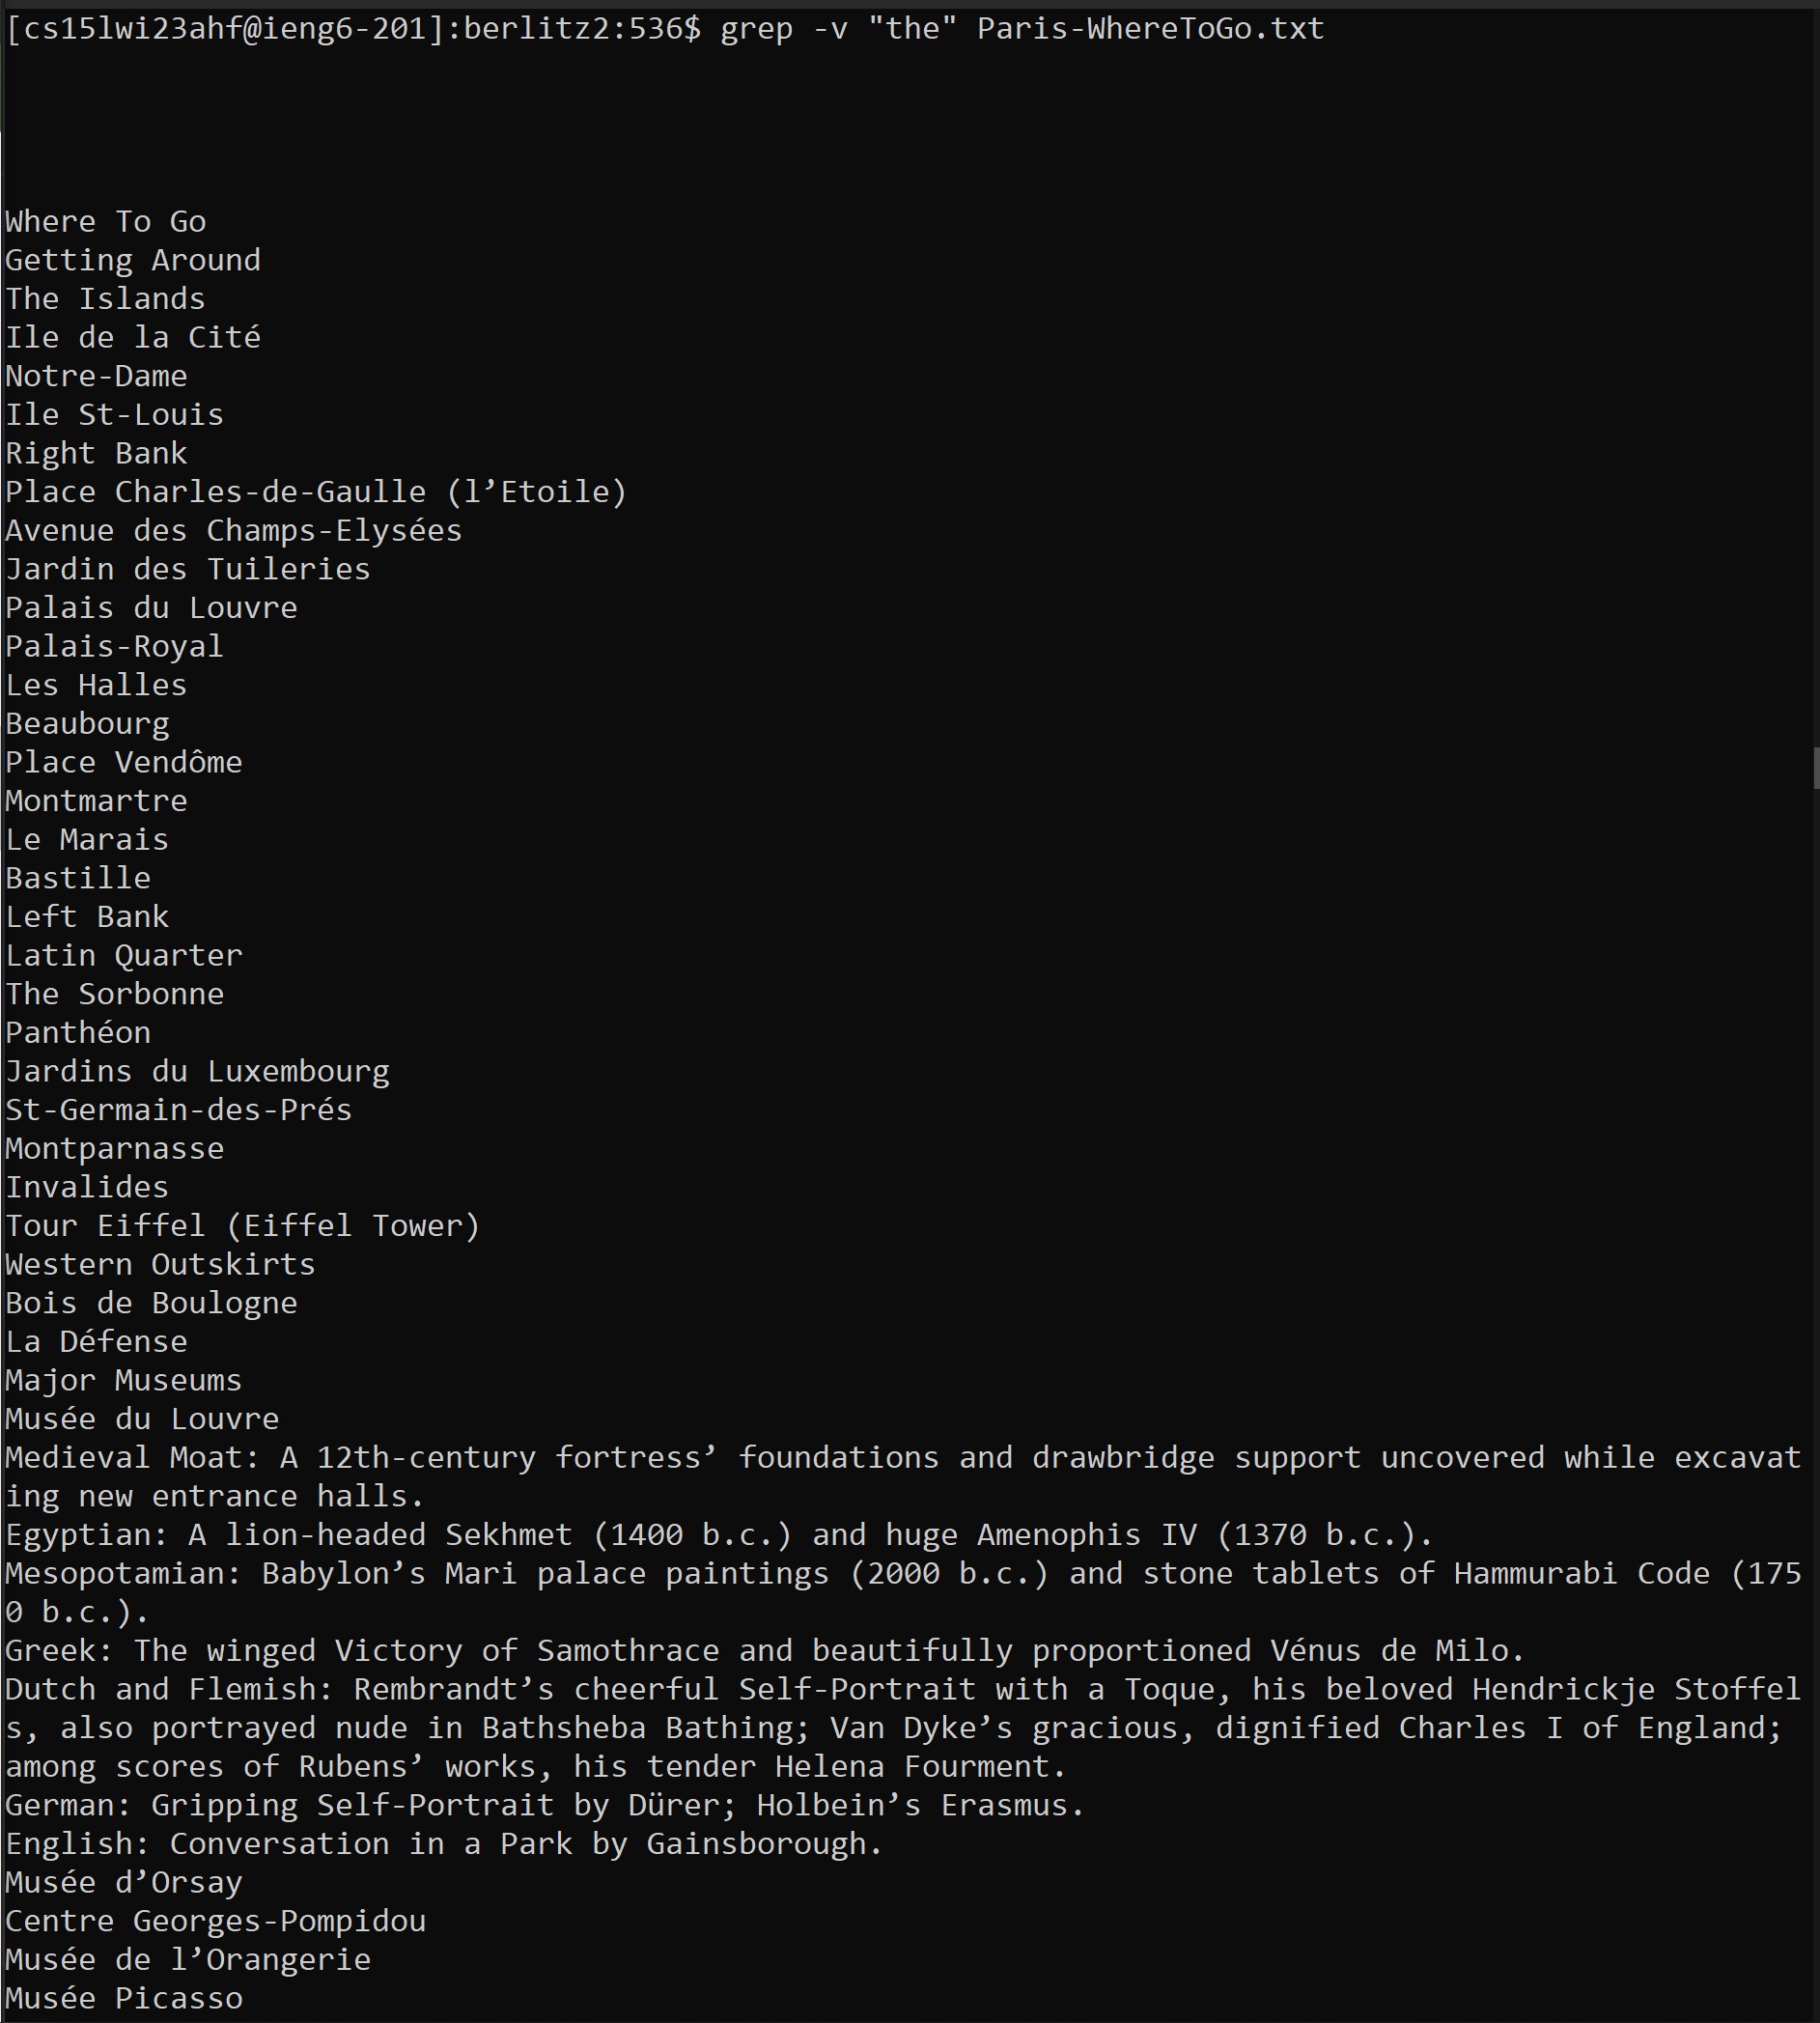 [cs15lwi23ahf@ieng6-201]:berlitz2:536$ grep -v "the" Paris-WhereToGo.txt
Where To Go
Getting Around
The Islands
Ile de la Cité
Notre-Dame
Ile St-Louis
Right Bank
Place Charles-de-Gaulle (l’Etoile)
Avenue des Champs-Elysées
Jardin des Tuileries
Palais du Louvre
Palais-Royal
Les Halles
Beaubourg
Place Vendôme
Montmartre
Le Marais
Bastille
Left Bank
Latin Quarter
The Sorbonne
Panthéon
Jardins du Luxembourg
St-Germain-des-Prés
Montparnasse
Invalides
Tour Eiffel (Eiffel Tower)
Western Outskirts
Bois de Boulogne
La Défense
Major Museums
Musée du Louvre
Medieval Moat: A 12th-century fortress’ foundations and drawbridge support uncovered while excavat
ing new entrance halls.
Egyptian: A lion-headed Sekhmet (1400 b.c.) and huge Amenophis IV (1370 b.c.).
Mesopotamian: Babylon’s Mari palace paintings (2000 b.c.) and stone tablets of Hammurabi Code (175
0 b.c.).
Greek: The winged Victory of Samothrace and beautifully proportioned Vénus de Milo.
Dutch and Flemish: Rembrandt’s cheerful Self-Portrait with a Toque, his beloved Hendrickje Stoffel
s, also portrayed nude in Bathsheba Bathing; Van Dyke’s gracious, dignified Charles I of England;
among scores of Rubens’ works, his tender Helena Fourment.
German: Gripping Self-Portrait by Dürer; Holbein’s Erasmus.
English: Conversation in a Park by Gainsborough.
Musée d’Orsay
Centre Georges-Pompidou
Musée de l’Orangerie
Musée Picasso